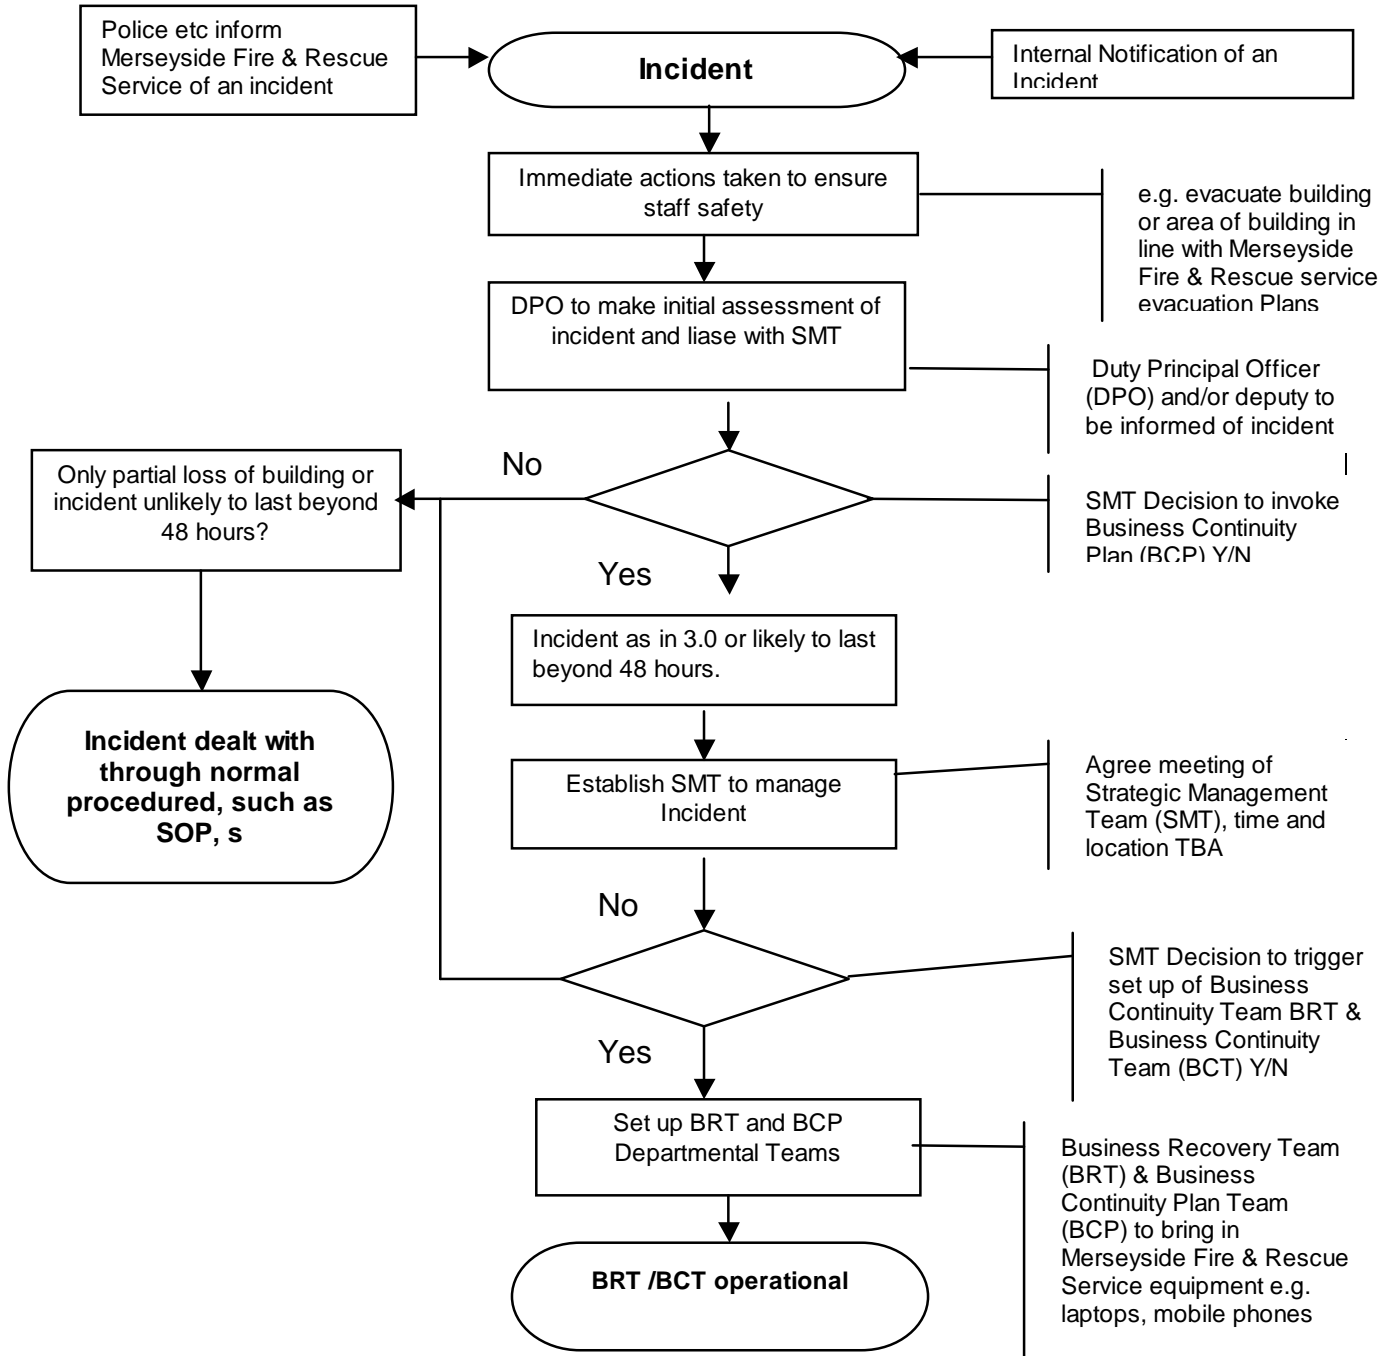 Police etc inform
Merseyside Fire & Rescue
Service of an incident
Incident
Internal Notification of an
Incident
Immediate actions taken to ensure
staff safety
e.g. evacuate building
or area of building in
line with Merseyside
Fire & Rescue service
evacuation Plans
DPO to make initial assessment of
incident and liase with SMT
Duty Principal Officer
(DPO) and/or deputy to
be informed of incident
No
Only partial loss of building or
incident unlikely to last beyond
48 hours?
SMT Decision to invoke
Business Continuity
Plan (BCP) Y/N
Yes
Incident as in 3.0 or likely to last
beyond 48 hours.
Incident dealt with
through normal
procedured, such as
SOP, s
Establish SMT to manage
Incident
Agree meeting of
Strategic Management
Team (SMT), time and
location TBA
No
SMT Decision to trigger
set up of Business
Continuity Team BRT &
Business Continuity
Team (BCT) Y/N
Yes
Set up BRT and BCP
Departmental Teams
Business Recovery Team
(BRT) & Business
Continuity Plan Team
(BCP) to bring in
Merseyside Fire & Rescue
Service equipment e.g.
laptops, mobile phones
BRT /BCT operational